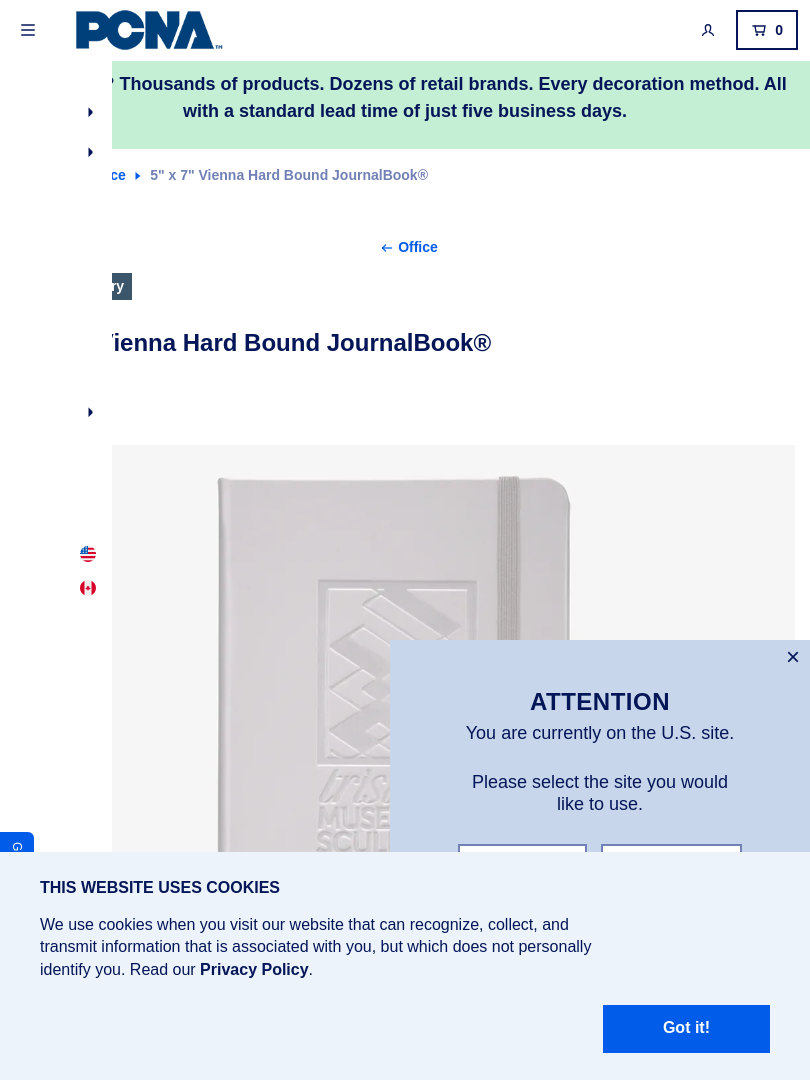 PCNA™
0
Thousands of products. Dozens of retail brands. Every decoration method. All
with a standard lead time of just five business days.
5" x 7" Vienna Hard Bound JournalBook®
Office
Vienna Hard Bound JournalBook®
ATTENTION
You are currently on the U.S. site.
Please select the site you would
like to use.
MUSE
SCUL
G
THIS WEBSITE USES COOKIES
We use cookies when you visit our website that can recognize, collect, and
transmit information that is associated with you, but which does not personally
identify you. Read our Privacy Policy.
Got it!